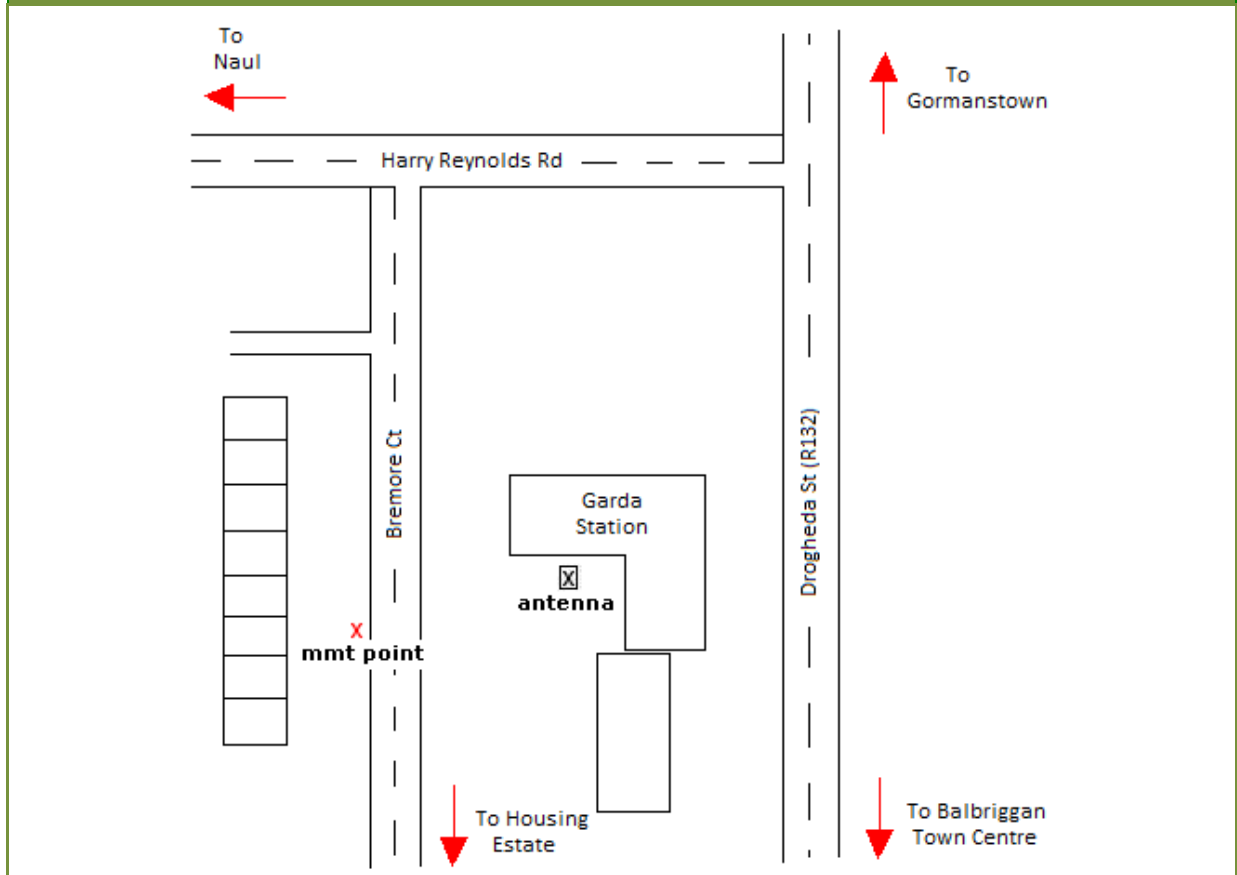 To
Naul
To
Gormanstown
Harry Reynolds Rd
Bremore Ct
Drogheda St (R132)
Garda
Station
X
antenna
X
mmt point
To Housing
Estate
To Balbriggan
Town Centre